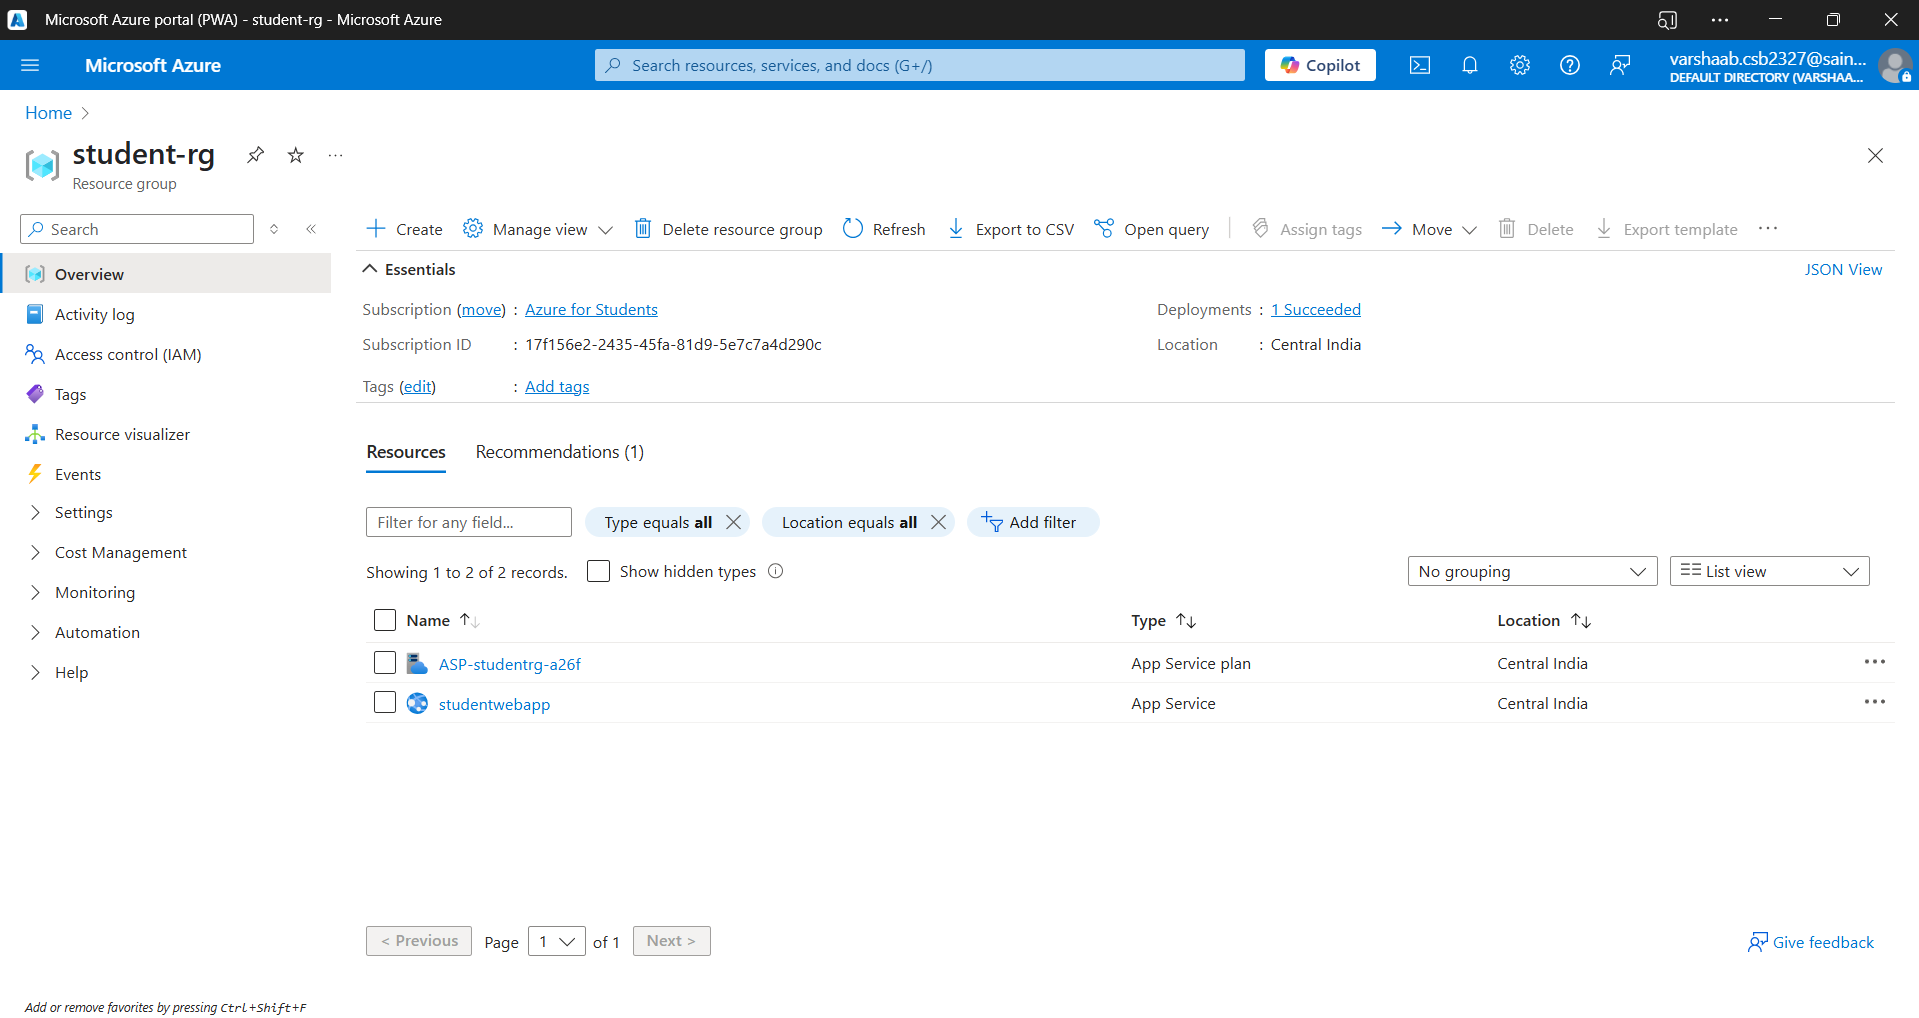 Microsoft Azure portal (PWA) - student-rg - Microsoft Azure
Microsoft Azure
Search resources, services, and docs (G+/)
Copilot
varshaab.csb2327@sain...
DEFAULT DIRECTORY (VARSHAA...
Home
student-rg
Resource group
Search
Overview
Activity log
Access control (IAM)
Tags
Resource visualizer
Events
Settings
Cost Management
Monitoring
Automation
Help
Add or remove favorites by pressing Ctrl+Shift+F
Create
Manage view
Delete resource group
Refresh
Export to CSV
Open query
Assign tags
Move
Delete
Export template
Essentials
JSON View
Subscription (move) : Azure for Students
Subscription ID : 17f156e2-2435-45fa-81d9-5e7c7a4d290c
Tags (edit) : Add tags
Deployments : 1 Succeeded
Location : Central India
Resources
Recommendations (1)
Filter for any field...
Type equals all
Location equals all
Add filter
Showing 1 to 2 of 2 records.
Show hidden types
No grouping
List view
Name Type Location
ASP-studentrg-a26f App Service plan Central India
studentwebapp App Service Central India
< Previous
Page 1 of 1
Next >
Give feedback